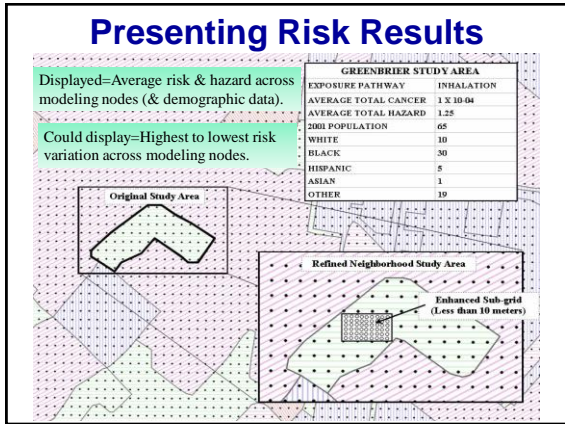 Presenting Risk Results
Displayed=Average risk & hazard across
modeling nodes (& demographic data).
Could display=Highest to lowest risk
variation across modeling nodes.
GREENBRIER STUDY AREA
EXPOSURE PATHWAY INHALATION
AVERAGE TOTAL CANCER 1 X 10-04
AVERAGE TOTAL HAZARD 1.25
2001 POPULATION 65
WHITE 10
BLACK 30
HISPANIC 5
ASIAN 1
OTHER 19
Original Study Area
Refined Neighborhood Study Area
Enhanced Sub-grid
(Less than 10 meters)